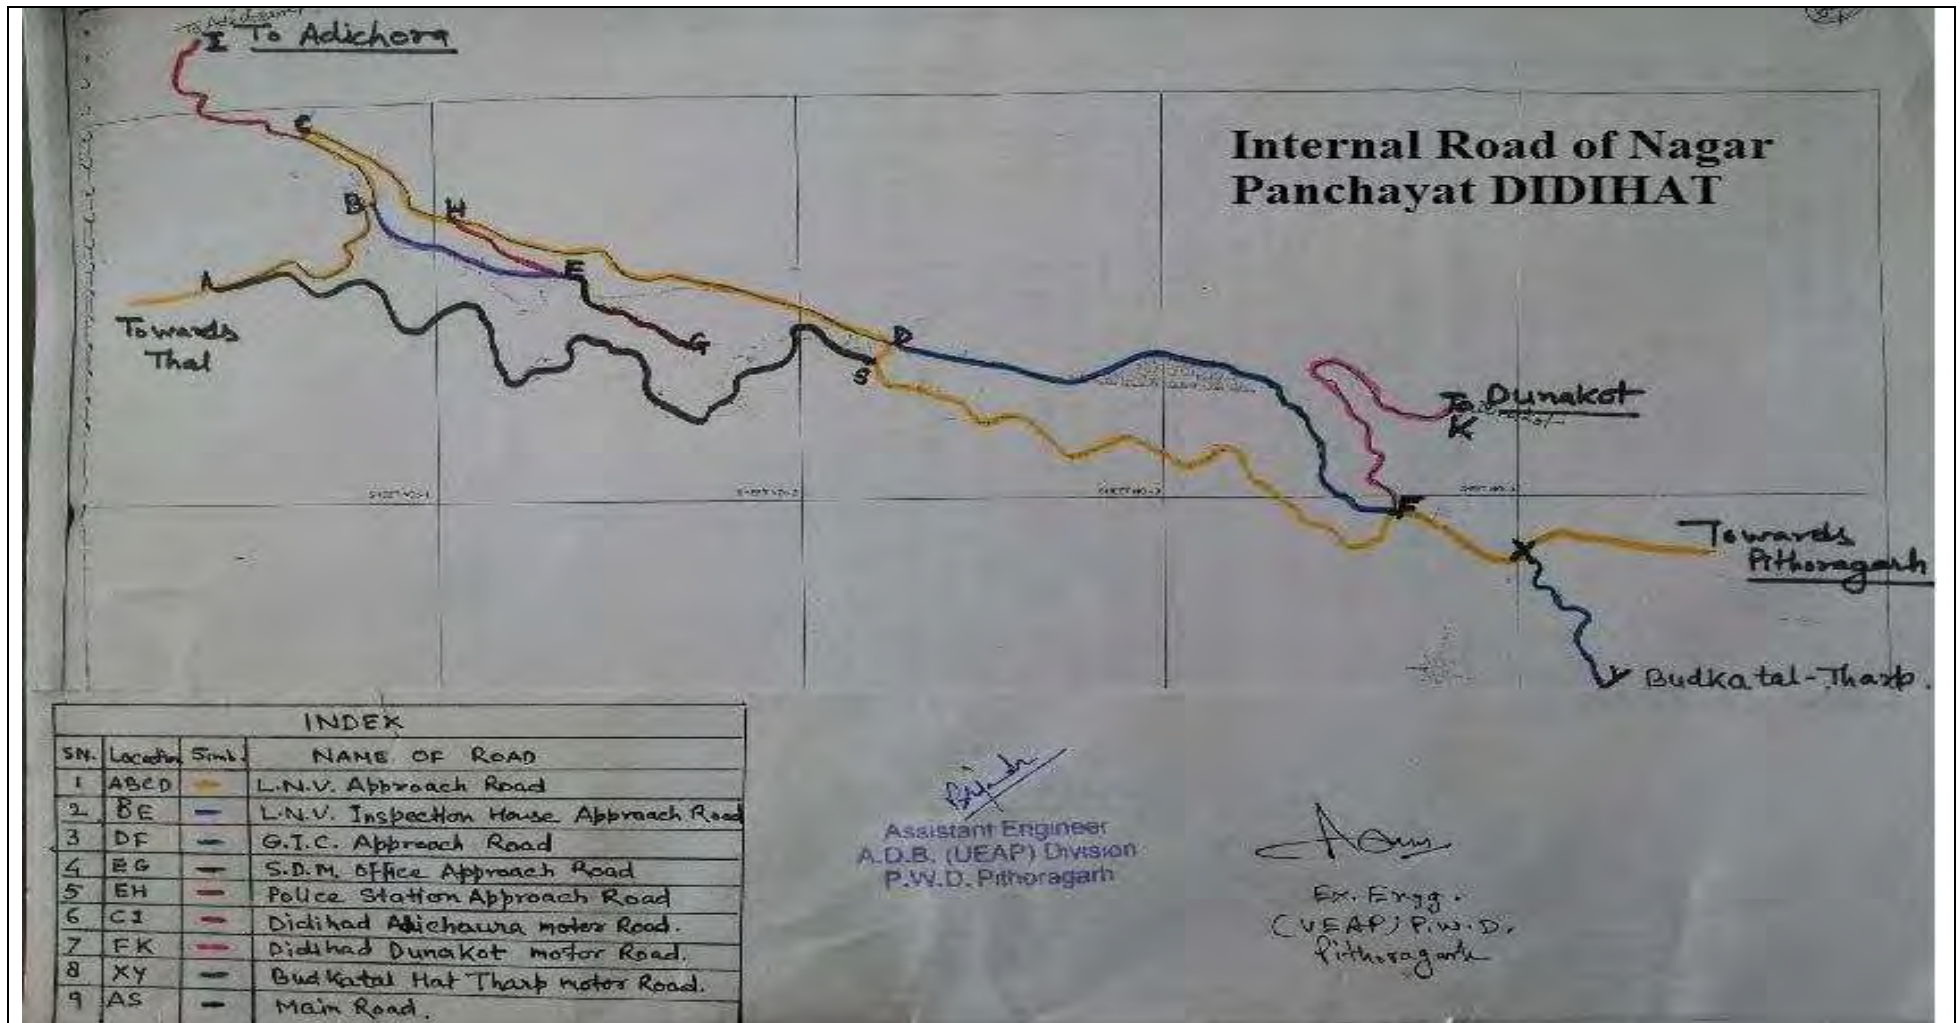 I To Adichora
Internal Road of Nagar
Panchayat DIDIHAT
C
B
H
A
E
Towards
Thal
G
D
S
To Dunakot
K
F
X
Towards
Pithoragarh
Y Budkatal-Tharp.
INDEX
SN. Location Simb. NAME OF ROAD
1 ABCD L.N.V. Approach Road
2 BE L.N.V. Inspection House Approach Road
3 DF G.I.C. Approach Road
4 EG S.D.M. Office Approach Road
5 EH Police Station Approach Road
6 CI Didihad Adichaura motor Road.
7 FK Didihad Dunakot motor Road.
8 XY Budkatal Hat Tharp motor Road.
9 AS Main Road.
Assistant Engineer
A.D.B. (UEAP) Division
P.W.D. Pithoragarh
Ex. Engg.
(UEAP) P.W.D.
Pithoragarh